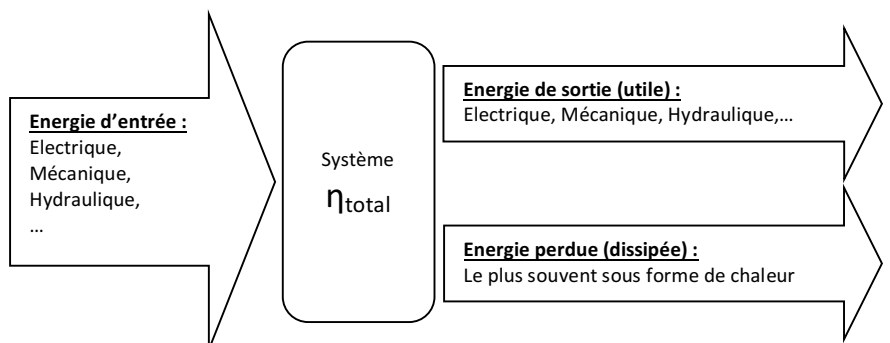 Energie d'entrée :
Electrique,
Mécanique,
Hydraulique,
…
Système
ηtotal
Energie de sortie (utile) :
Electrique, Mécanique, Hydraulique,…
Energie perdue (dissipée) :
Le plus souvent sous forme de chaleur